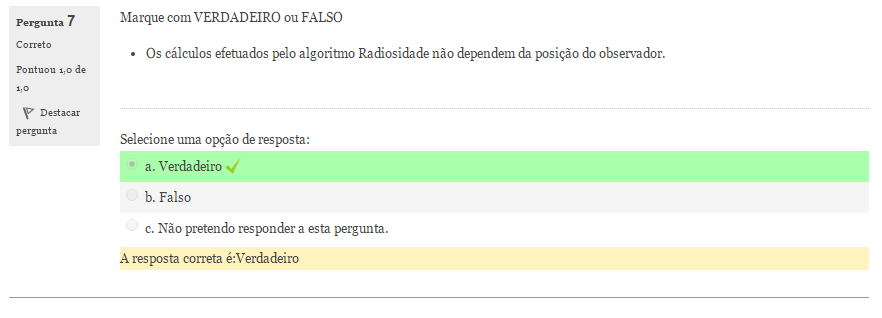 Pergunta 7
Correto
Pontuou 1,0 de
1,0
Destacar
pergunta
Marque com VERDADEIRO ou FALSO
Os cálculos efetuados pelo algoritmo Radiosidade não dependem da posição do observador.
Selecione uma opção de resposta:
a. Verdadeiro
b. Falso
c. Não pretendo responder a esta pergunta.
A resposta correta é:Verdadeiro